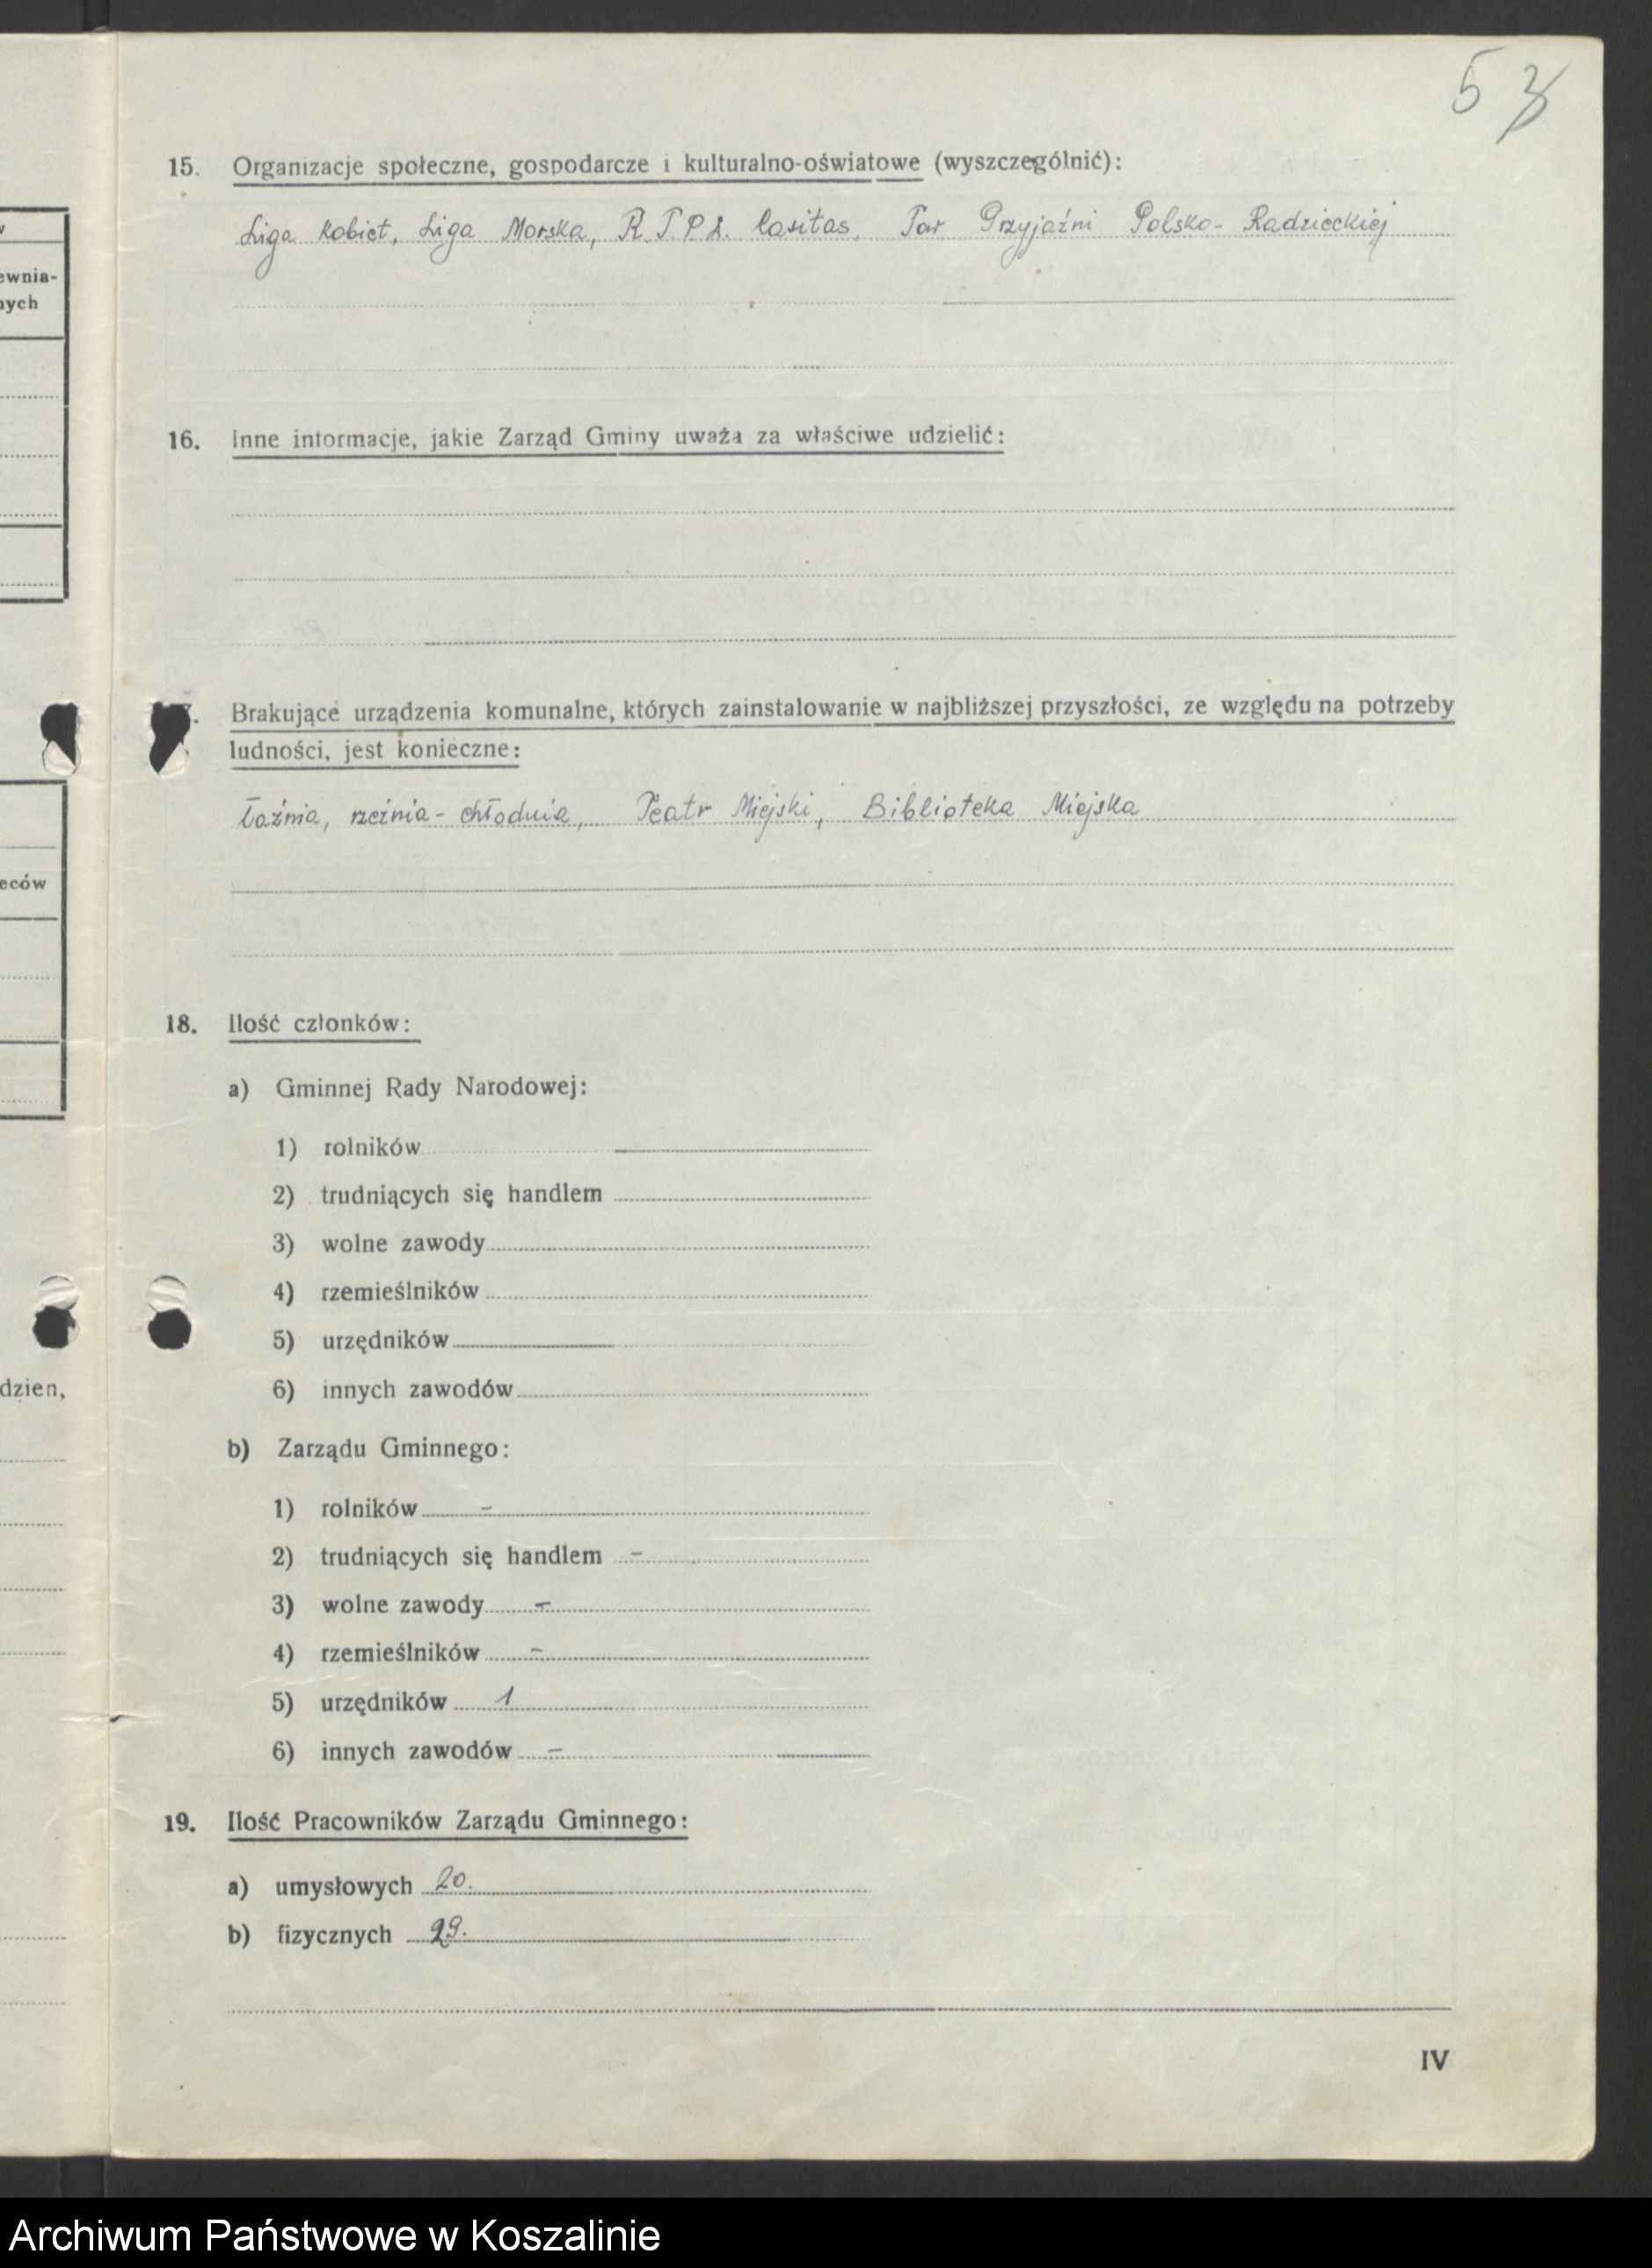 5 3
15. Organizacje społeczne, gospodarcze i kulturalno-oświatowe (wyszczególnić):
Liga Kobiet, Liga Morska, R.T.P.D. Casitas, Tow Przyjaźni Polsko-Radzieckiej
16. Inne informacje, jakie Zarząd Gminy uważa za właściwe udzielić:
7. Brakujące urządzenia komunalne, których zainstalowanie w najbliższej przyszłości, ze względu na potrzeby
ludności, jest konieczne:
Łaźnia, rzeźnia-chłodnia, Teatr Miejski, Biblioteka Miejska
18. Ilość członków:
a) Gminnej Rady Narodowej:
1) rolników
2) trudniących się handlem
3) wolne zawody
4) rzemieślników
5) urzędników
6) innych zawodów
b) Zarządu Gminnego:
1) rolników -
2) trudniących się handlem -
3) wolne zawody -
4) rzemieślników -
5) urzędników 1
6) innych zawodów -
19. Ilość Pracowników Zarządu Gminnego:
a) umysłowych 20.
b) fizycznych 29.
IV
ewnia-
nych
eców
dzien,
Archiwum Państwowe w Koszalinie